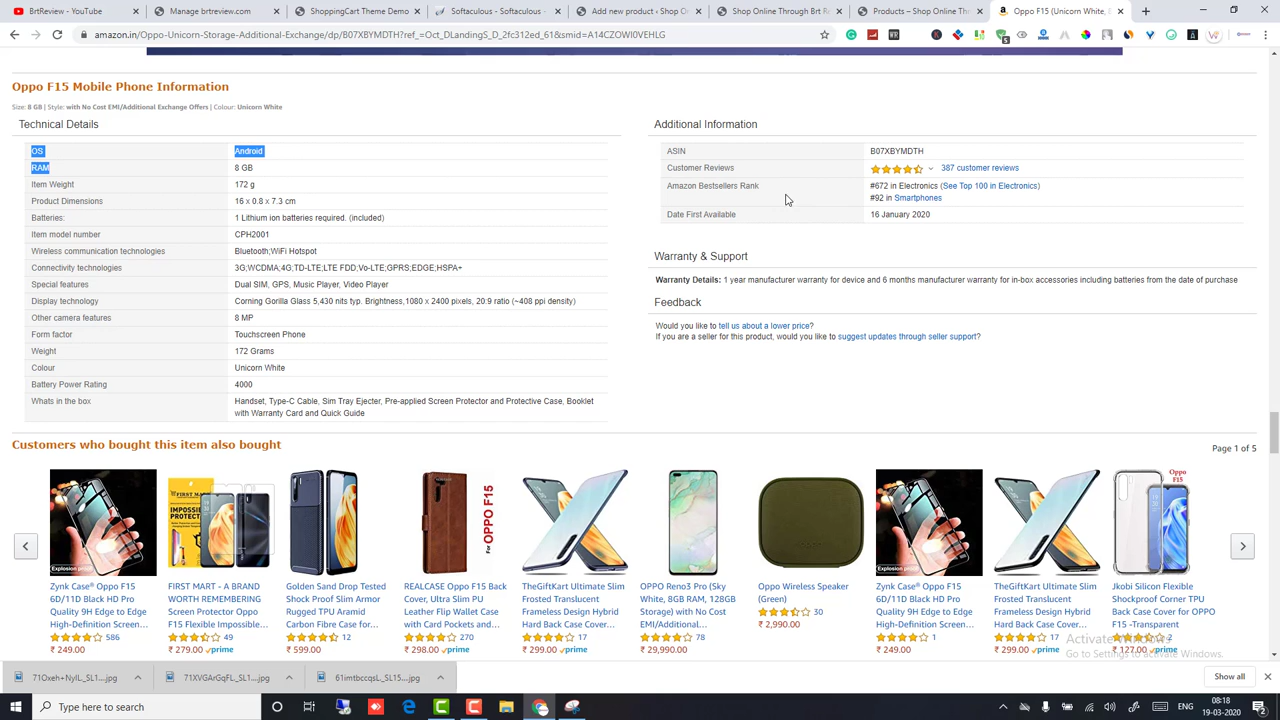 BrtReview - YouTube
Manage brtreview.com
ShoppingCart Theme Demo
Softaculous - Softaculous -
Add new product ‹ Shop On
Shop Online Through Brt Re
Products – Shop Online Thr
Oppo F15 (Unicorn White,
amazon.in/Oppo-Unicorn-Storage-Additional-Exchange/dp/B07XBYMDTH?ref_=Oct_DLandingS_D_2fc312ed_61&smid=A14CZOWI0VEHLG
Oppo F15 Mobile Phone Information
Size: 8 GB | Style: with No Cost EMI/Additional Exchange Offers | Colour: Unicorn White
Technical Details
OS Android
RAM 8 GB
Item Weight 172 g
Product Dimensions 16 x 0.8 x 7.3 cm
Batteries: 1 Lithium ion batteries required. (included)
Item model number CPH2001
Wireless communication technologies Bluetooth;WiFi Hotspot
Connectivity technologies 3G;WCDMA;4G;TD-LTE;LTE FDD;Vo-LTE;GPRS;EDGE;HSPA+
Special features Dual SIM, GPS, Music Player, Video Player
Display technology Corning Gorilla Glass 5,430 nits typ. Brightness,1080 x 2400 pixels, 20:9 ratio (~408 ppi density)
Other camera features 8 MP
Form factor Touchscreen Phone
Weight 172 Grams
Colour Unicorn White
Battery Power Rating 4000
Whats in the box Handset, Type-C Cable, Sim Tray Ejecter, Pre-applied Screen Protector and Protective Case, Booklet
with Warranty Card and Quick Guide
Additional Information
ASIN B07XBYMDTH
Customer Reviews 387 customer reviews
Amazon Bestsellers Rank #672 in Electronics (See Top 100 in Electronics)
#92 in Smartphones
Date First Available 16 January 2020
Warranty & Support
Warranty Details: 1 year manufacturer warranty for device and 6 months manufacturer warranty for in-box accessories including batteries from the date of purchase
Feedback
Would you like to tell us about a lower price?
If you are a seller for this product, would you like to suggest updates through seller support?
Customers who bought this item also bought
Page 1 of 5
Zynk Case® Oppo F15
6D/11D Black HD Pro
Quality 9H Edge to Edge
High-Definition Screen…
586
₹ 249.00
FIRST MART - A BRAND
WORTH REMEMBERING
Screen Protector Oppo
F15 Flexible Impossible…
49
₹ 279.00 prime
Golden Sand Drop Tested
Shock Proof Slim Armor
Rugged TPU Aramid
Carbon Fibre Case for…
12
₹ 599.00
for OPPO F15
REALCASE Oppo F15 Back
Cover, Ultra Slim PU
Leather Flip Wallet Case
with Card Pockets and…
270
₹ 298.00 prime
TheGiftKart Ultimate Slim
Frosted Translucent
Frameless Design Hybrid
Hard Back Case Cover…
17
₹ 299.00 prime
OPPO Reno3 Pro (Sky
White, 8GB RAM, 128GB
Storage) with No Cost
EMI/Additional…
78
₹ 29,990.00
Oppo Wireless Speaker
(Green)
30
₹ 2,990.00
Zynk Case® Oppo F15
6D/11D Black HD Pro
Quality 9H Edge to Edge
High-Definition Screen…
1
₹ 249.00
TheGiftKart Ultimate Slim
Frosted Translucent
Frameless Design Hybrid
Hard Back Case Cover…
17
₹ 299.00 prime
Oppo F15
Jkobi Silicon Flexible
Shockproof Corner TPU
Back Case Cover for OPPO
F15 -Transparent
2
₹ 127.00 prime
Activate Windows
Go to Settings to activate Windows.
71Oxeh+NyIL_SL1....jpg
71XVGArGqFL_SL1....jpg
61imtbccqsL_SL15....jpg
Show all
Type here to search
08:18
19-03-2020